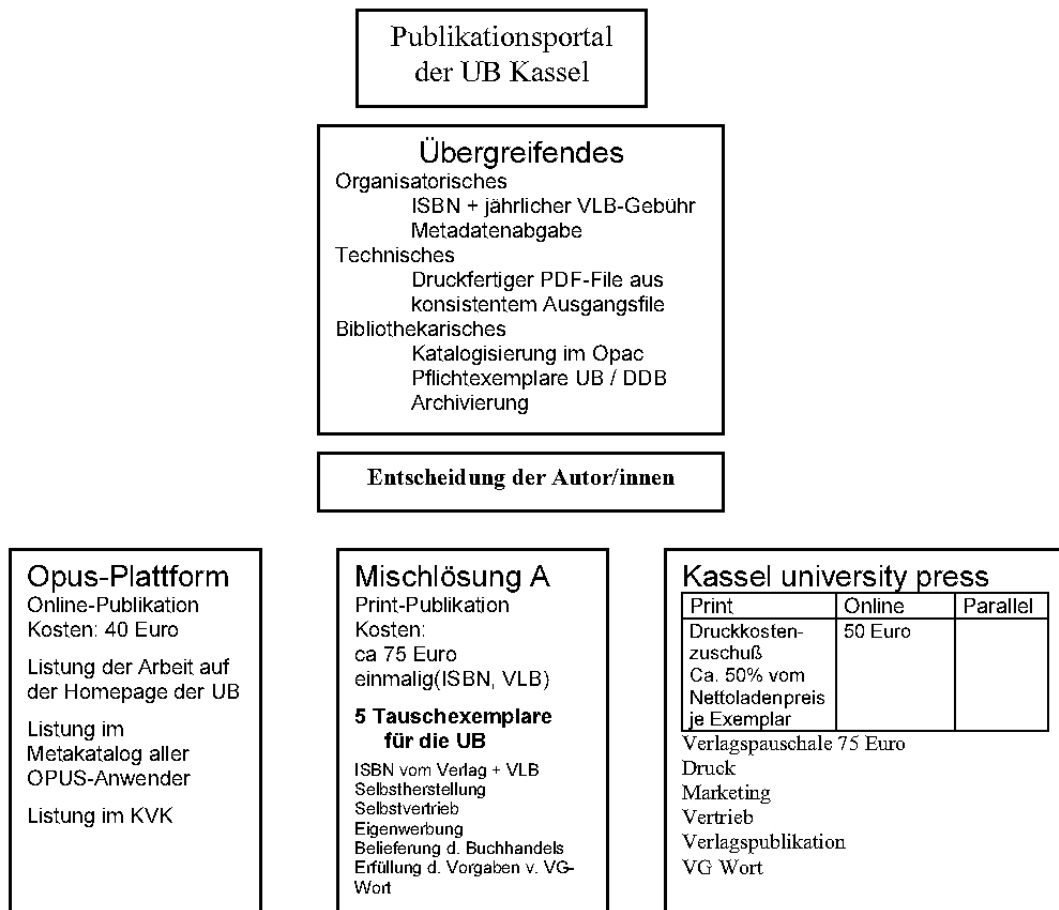 Publikationsportal
der UB Kassel
Übergreifendes
Organisatorisches
ISBN + jährlicher VLB-Gebühr
Metadatenabgabe
Technisches
Druckfertiger PDF-File aus
konsistentem Ausgangsfile
Bibliothekarisches
Katalogisierung im Opac
Pflichtexemplare UB / DDB
Archivierung
Entscheidung der Autor/innen
Opus-Plattform
Online-Publikation
Kosten: 40 Euro
Listung der Arbeit auf
der Homepage der UB
Listung im
Metakatalog aller
OPUS-Anwender
Listung im KVK
Mischlösung A
Print-Publikation
Kosten:
ca 75 Euro
einmalig(ISBN, VLB)
5 Tauschexemplare
für die UB
ISBN vom Verlag + VLB
Selbstherstellung
Selbstvertrieb
Eigenwerbung
Belieferung d. Buchhandels
Erfüllung d. Vorgaben v. VG-
Wort
Kassel university press
Print Online Parallel
Druckkosten- 50 Euro
zuschuß
Ca. 50% vom
Nettoladenpreis
je Exemplar
Verlagspauschale 75 Euro
Druck
Marketing
Vertrieb
Verlagspublikation
VG Wort